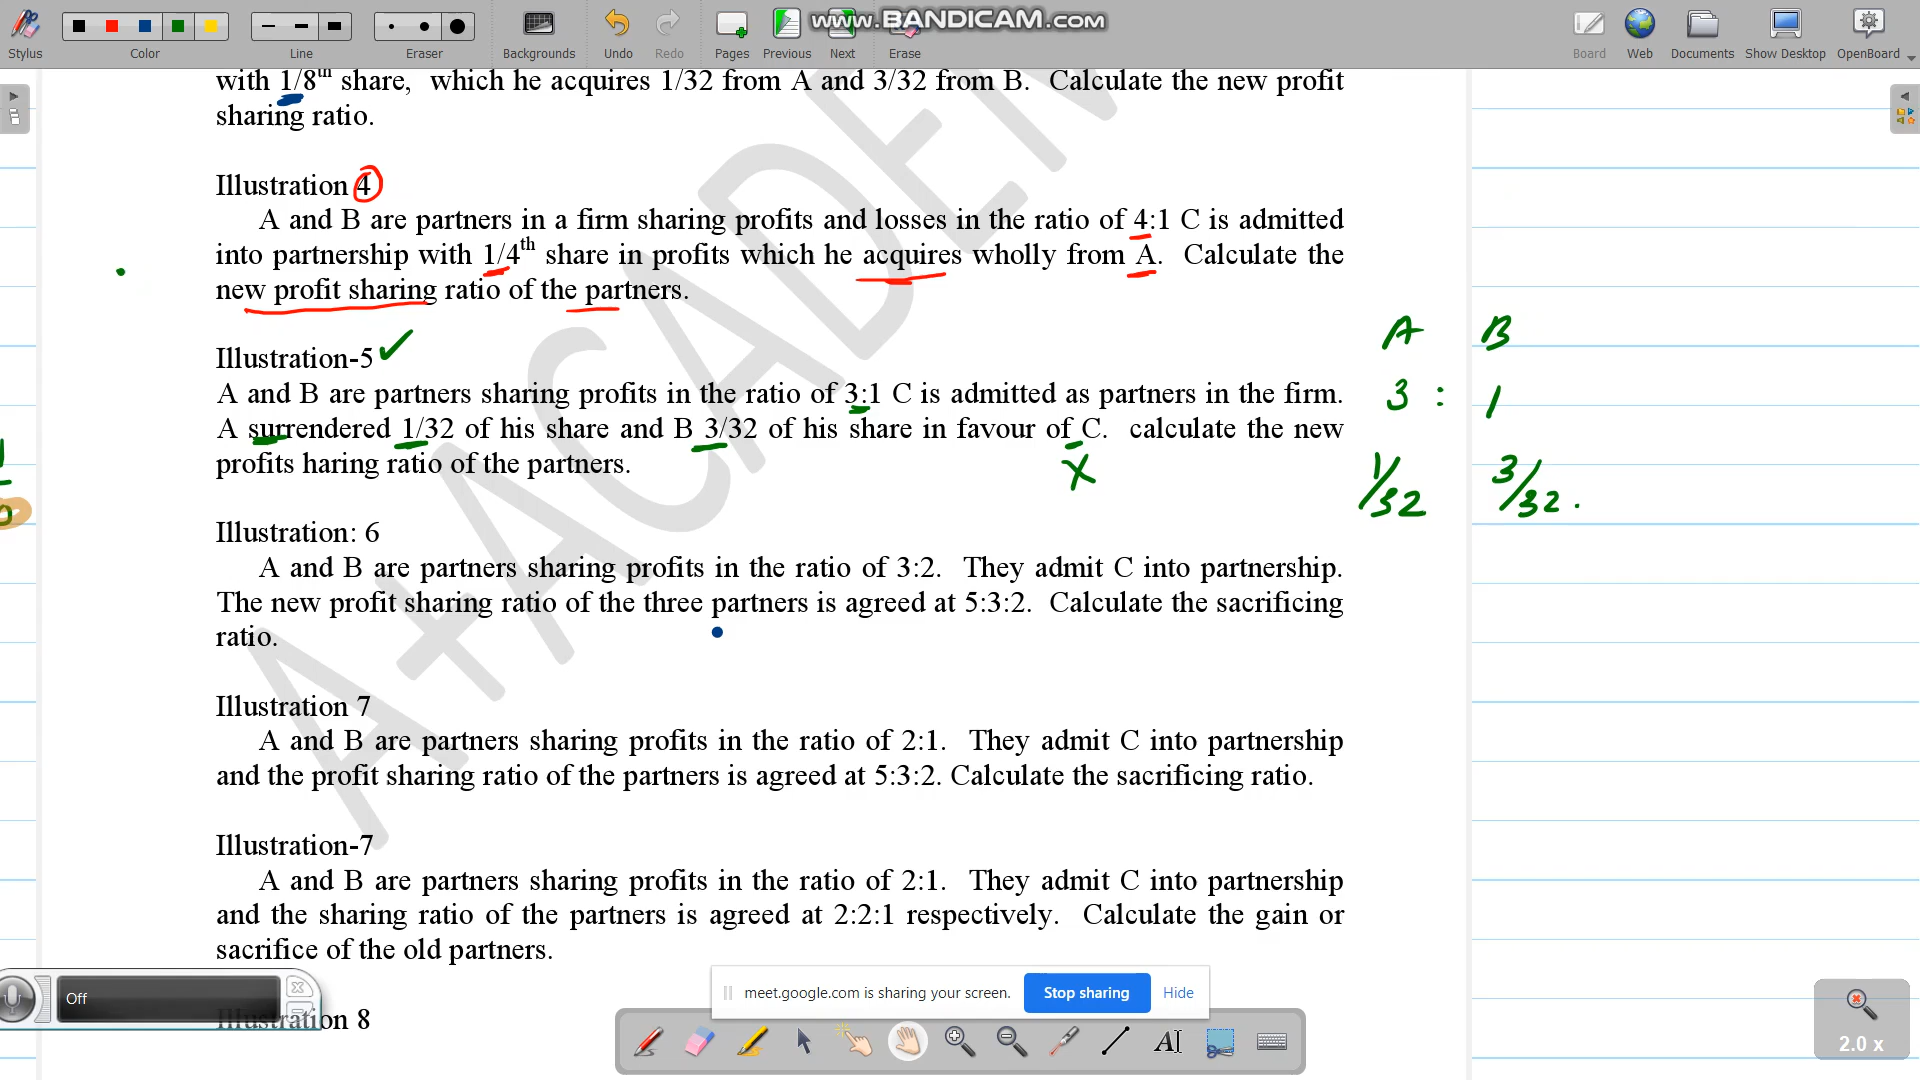 www.BANDICAM.com
Stylus Color Line Eraser Backgrounds Undo Redo Pages Previous Next Erase Board Web Documents Show Desktop OpenBoard
with 1/8th share, which he acquires 1/32 from A and 3/32 from B. Calculate the new profit
sharing ratio.
Illustration 4
A and B are partners in a firm sharing profits and losses in the ratio of 4:1 C is admitted
into partnership with 1/4th share in profits which he acquires wholly from A. Calculate the
new profit sharing ratio of the partners.
A B
Illustration-5
A and B are partners sharing profits in the ratio of 3:1 C is admitted as partners in the firm.
3 : 1
A surrendered 1/32 of his share and B 3/32 of his share in favour of C. calculate the new
profits haring ratio of the partners.
X
1/32 3/32.
Illustration: 6
A and B are partners sharing profits in the ratio of 3:2. They admit C into partnership.
The new profit sharing ratio of the three partners is agreed at 5:3:2. Calculate the sacrificing
ratio.
Illustration 7
A and B are partners sharing profits in the ratio of 2:1. They admit C into partnership
and the profit sharing ratio of the partners is agreed at 5:3:2. Calculate the sacrificing ratio.
Illustration-7
A and B are partners sharing profits in the ratio of 2:1. They admit C into partnership
and the sharing ratio of the partners is agreed at 2:2:1 respectively. Calculate the gain or
sacrifice of the old partners.
Illustration 8
A+ACADEM
Off
meet.google.com is sharing your screen. Stop sharing Hide
2.0 x